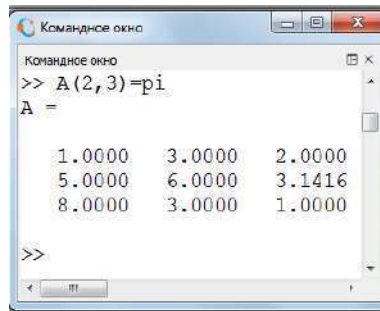 Командное окно
Командное окно
>> A(2,3)=pi
A =
1.0000 3.0000 2.0000
5.0000 6.0000 3.1416
8.0000 3.0000 1.0000
>>